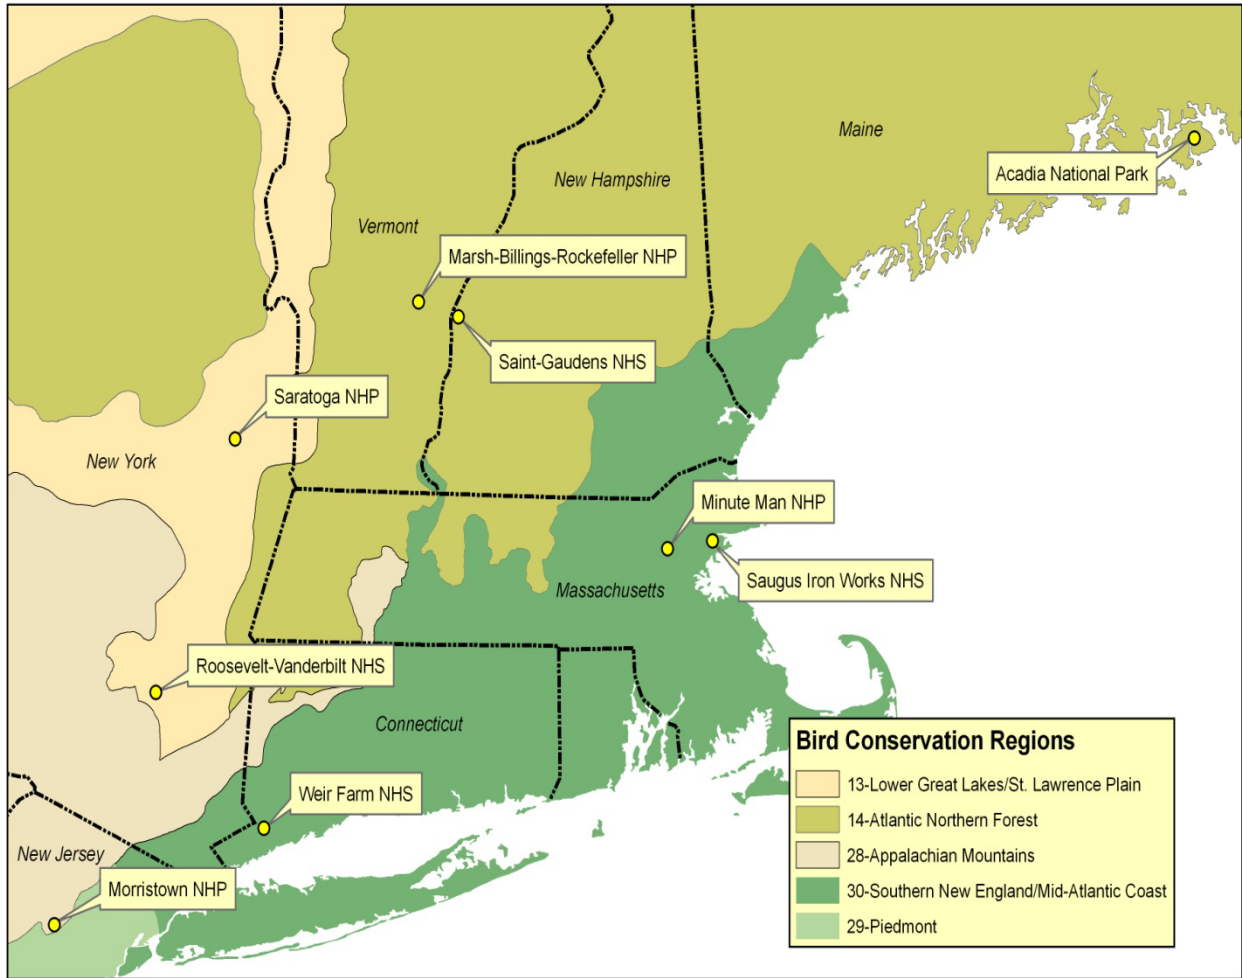 Maine
Acadia National Park
New Hampshire
Vermont
Marsh-Billings-Rockefeller NHP
Saint-Gaudens NHS
Saratoga NHP
New York
Minute Man NHP
Saugus Iron Works NHS
Massachusetts
Roosevelt-Vanderbilt NHS
Connecticut
Weir Farm NHS
New Jersey
Morristown NHP
Bird Conservation Regions
13-Lower Great Lakes/St. Lawrence Plain
14-Atlantic Northern Forest
28-Appalachian Mountains
30-Southern New England/Mid-Atlantic Coast
29-Piedmont